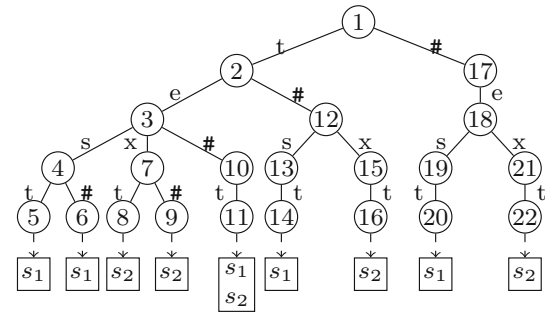 1
t #
2 17
e # e
3 12 18
s x # s x s x
4 7 10 13 15 19 21
t # t # t t t t t
5 6 8 9 11 14 16 20 22
s1 s1 s2 s2 s1 s1 s2 s1 s2
s2